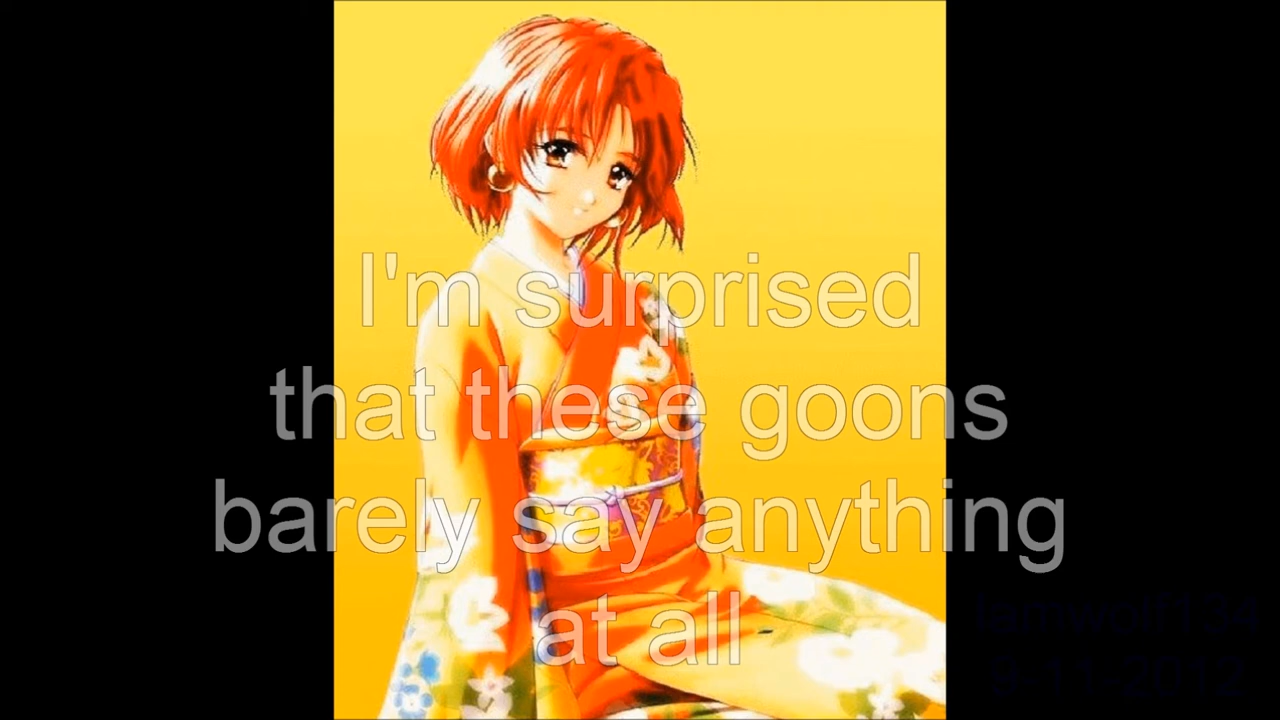 I'm surprised
that these goons
barely say anything
at all
Iamwolf134
9-11-2012